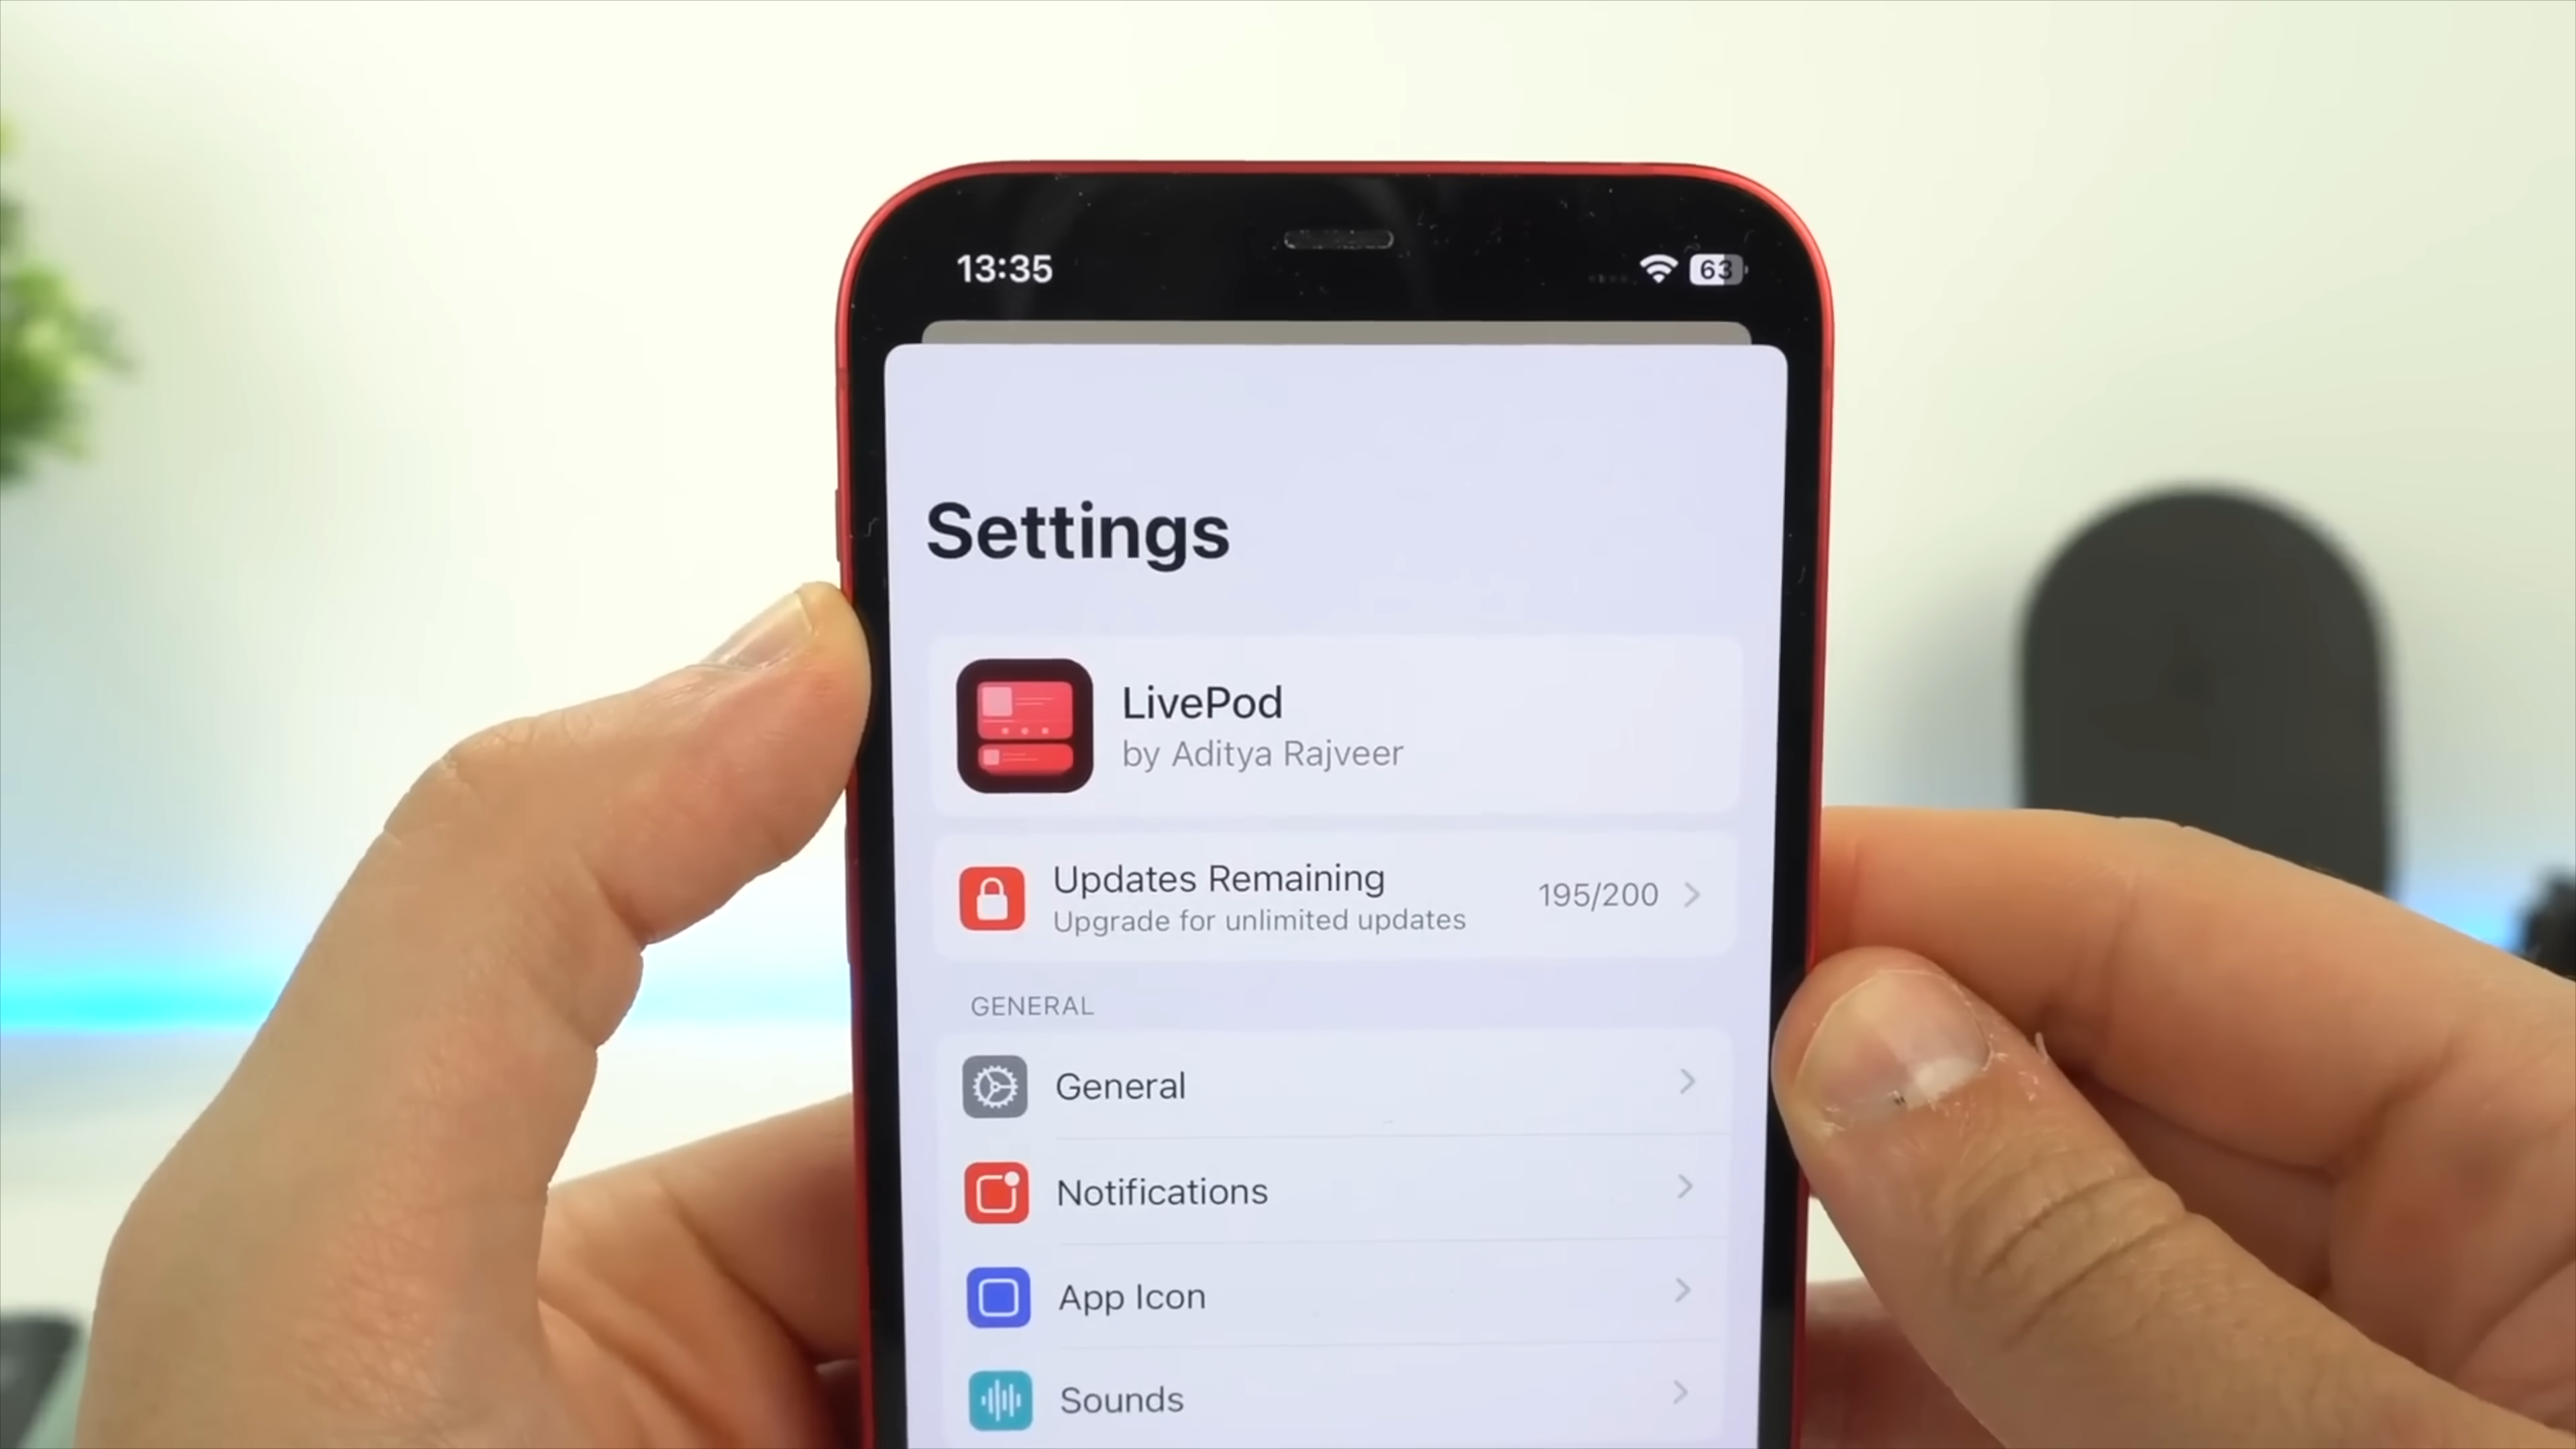 13:35
63
Settings
LivePod
by Aditya Rajveer
Updates Remaining
195/200
Upgrade for unlimited updates
GENERAL
General
Notifications
App Icon
Sounds